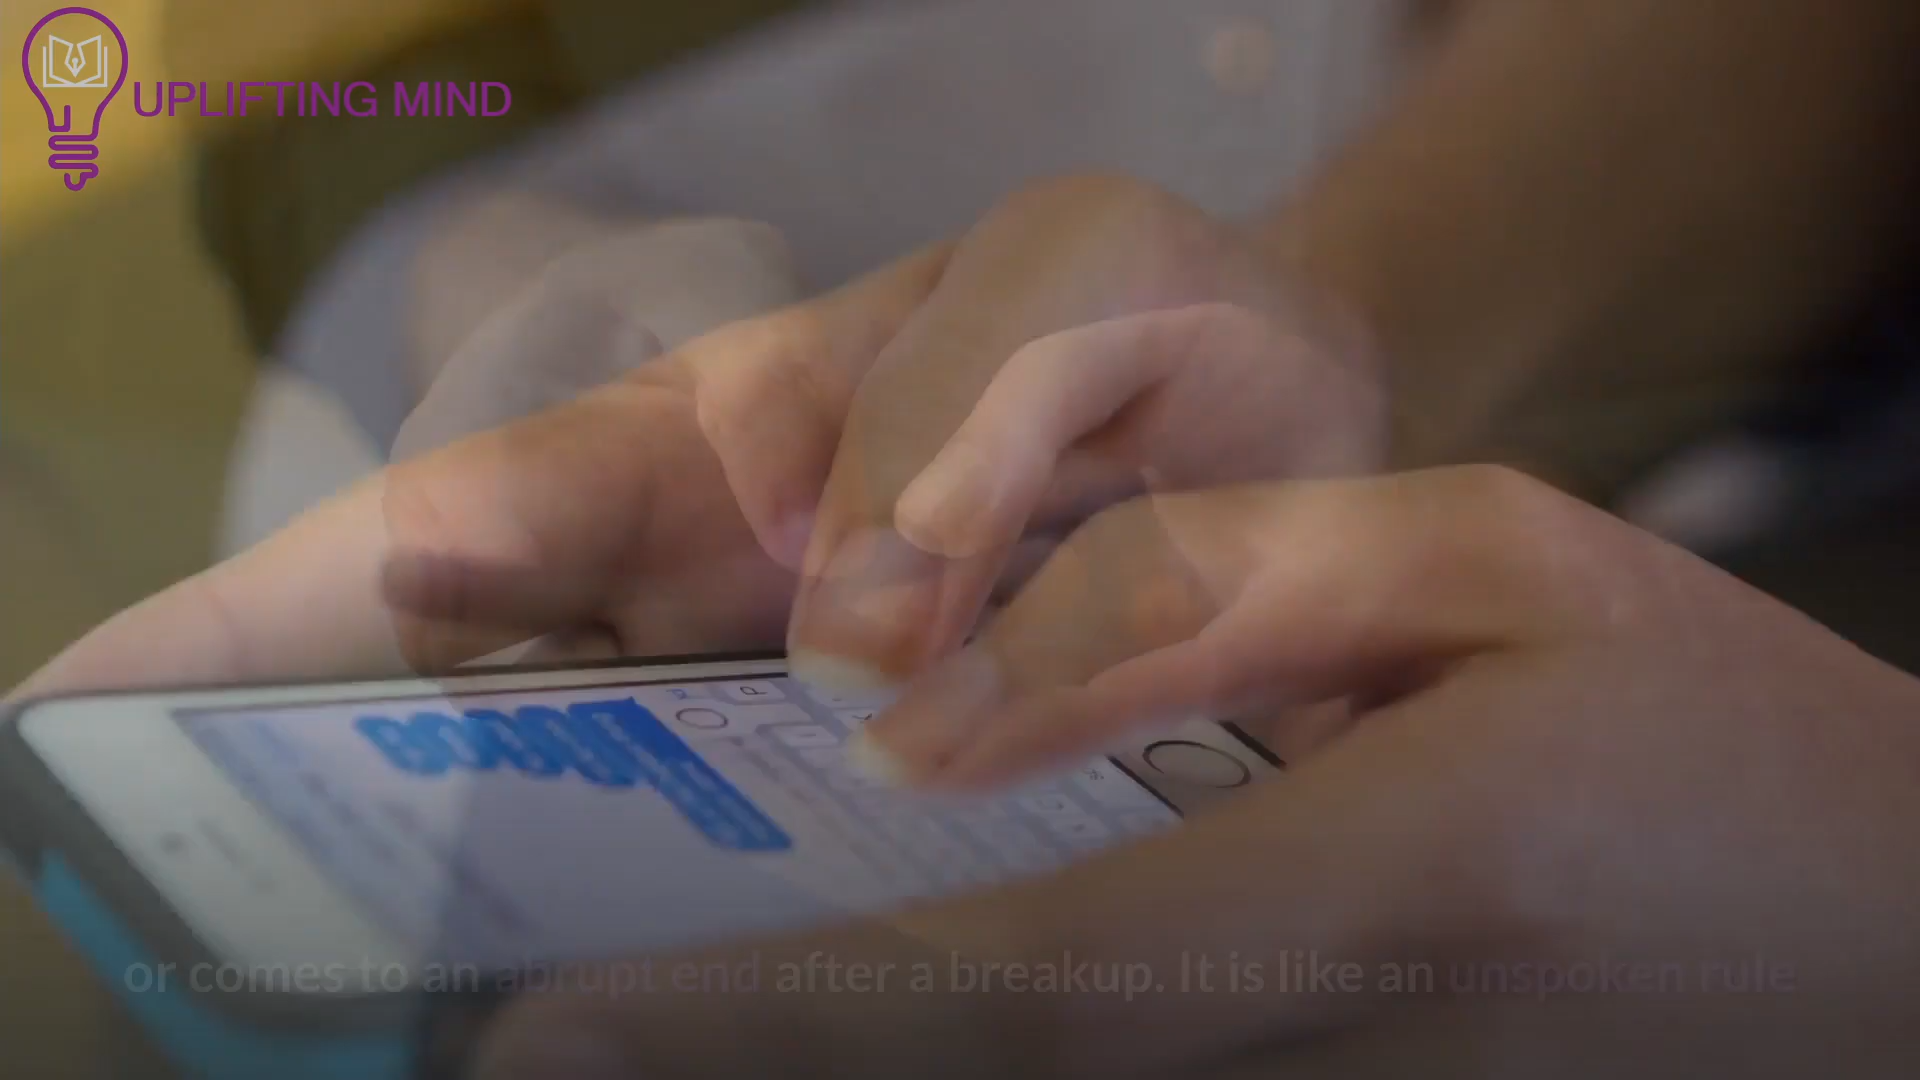 UPLIFTING MIND
or comes to an abrupt end after a breakup. It is like an unspoken rule